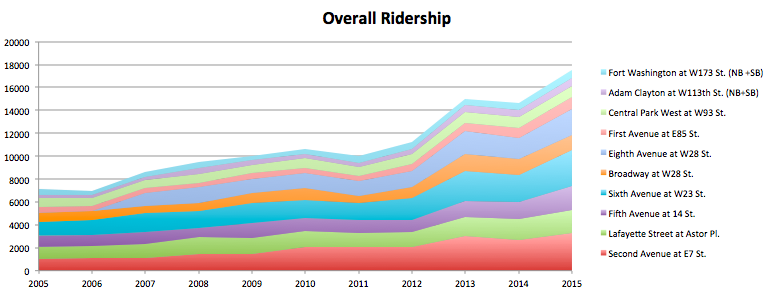 Overall Ridership
20000
18000
16000
14000
12000
10000
8000
6000
4000
2000
0
2005 2006 2007 2008 2009 2010 2011 2012 2013 2014 2015
Fort Washington at W173 St. (NB +SB)
Adam Clayton at W113th St. (NB+SB)
Central Park West at W93 St.
First Avenue at E85 St.
Eighth Avenue at W28 St.
Broadway at W28 St.
Sixth Avenue at W23 St.
Fifth Avenue at 14 St.
Lafayette Street at Astor Pl.
Second Avenue at E7 St.